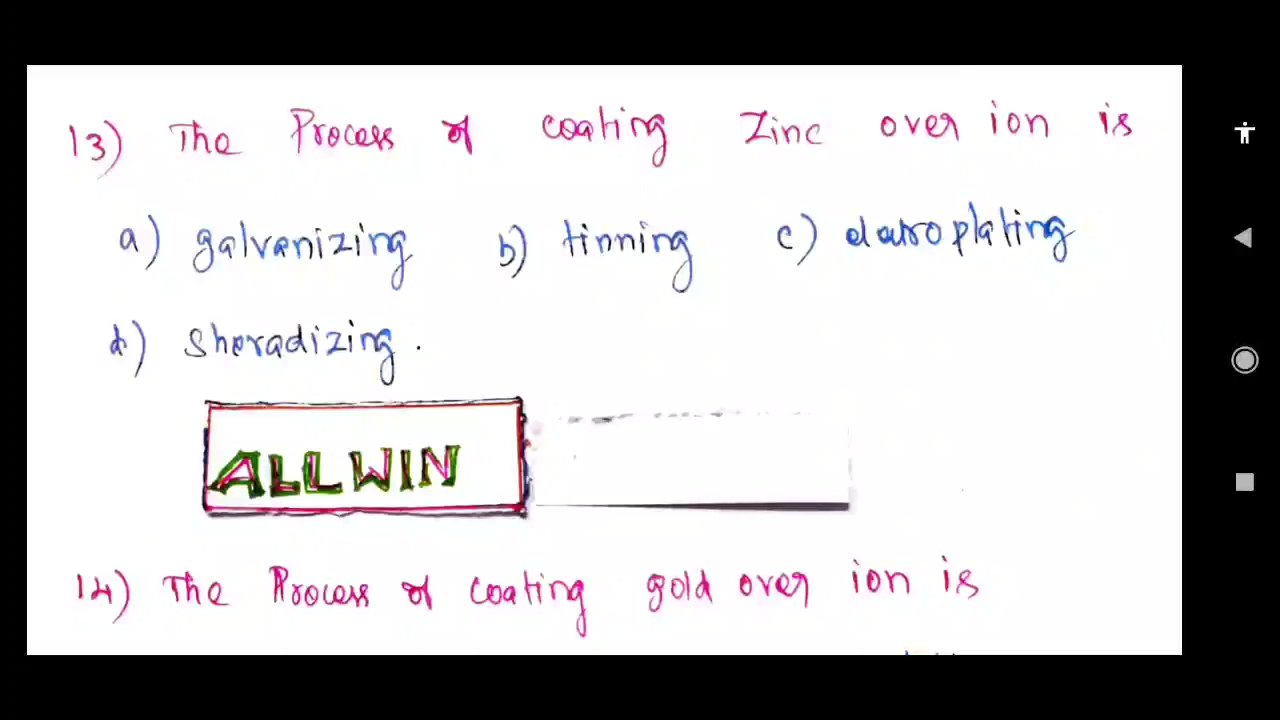 13) The Process of coating Zinc over ion is
a) galvanizing b) tinning c) electroplating
d) Sheradizing.
ALLWIN
14) The Process of coating gold over ion is